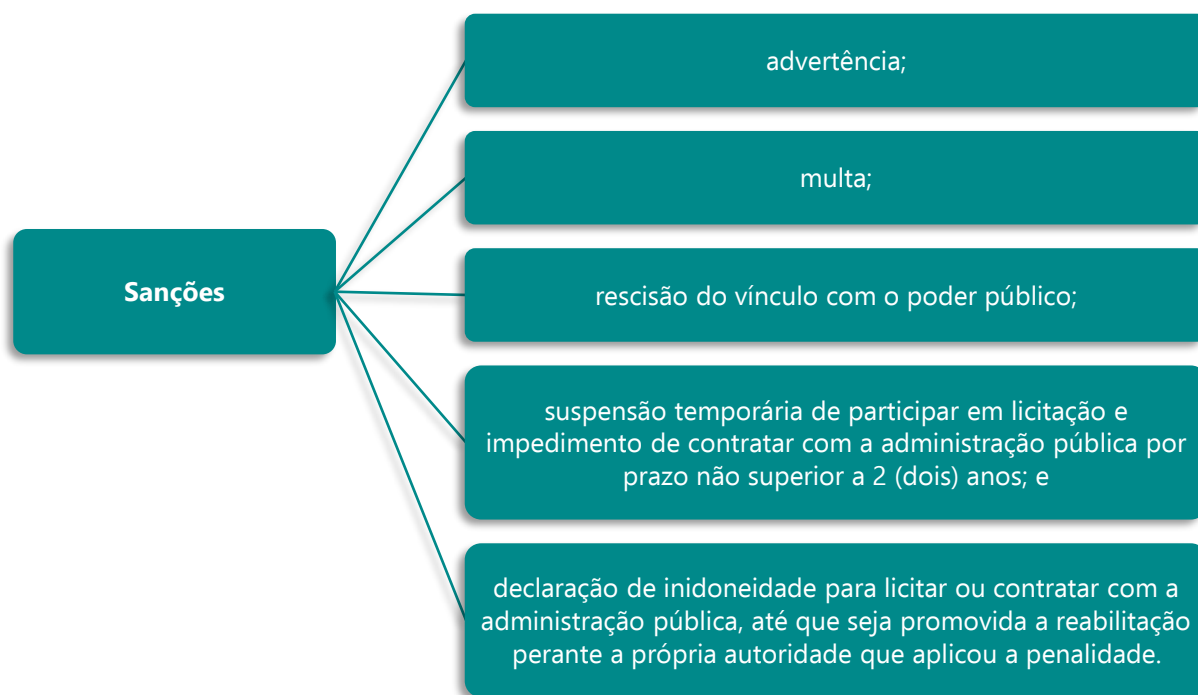 advertência;
multa;
Sanções
rescisão do vínculo com o poder público;
suspensão temporária de participar em licitação e
impedimento de contratar com a administração pública por
prazo não superior a 2 (dois) anos; e
declaração de inidoneidade para licitar ou contratar com a
administração pública, até que seja promovida a reabilitação
perante a própria autoridade que aplicou a penalidade.